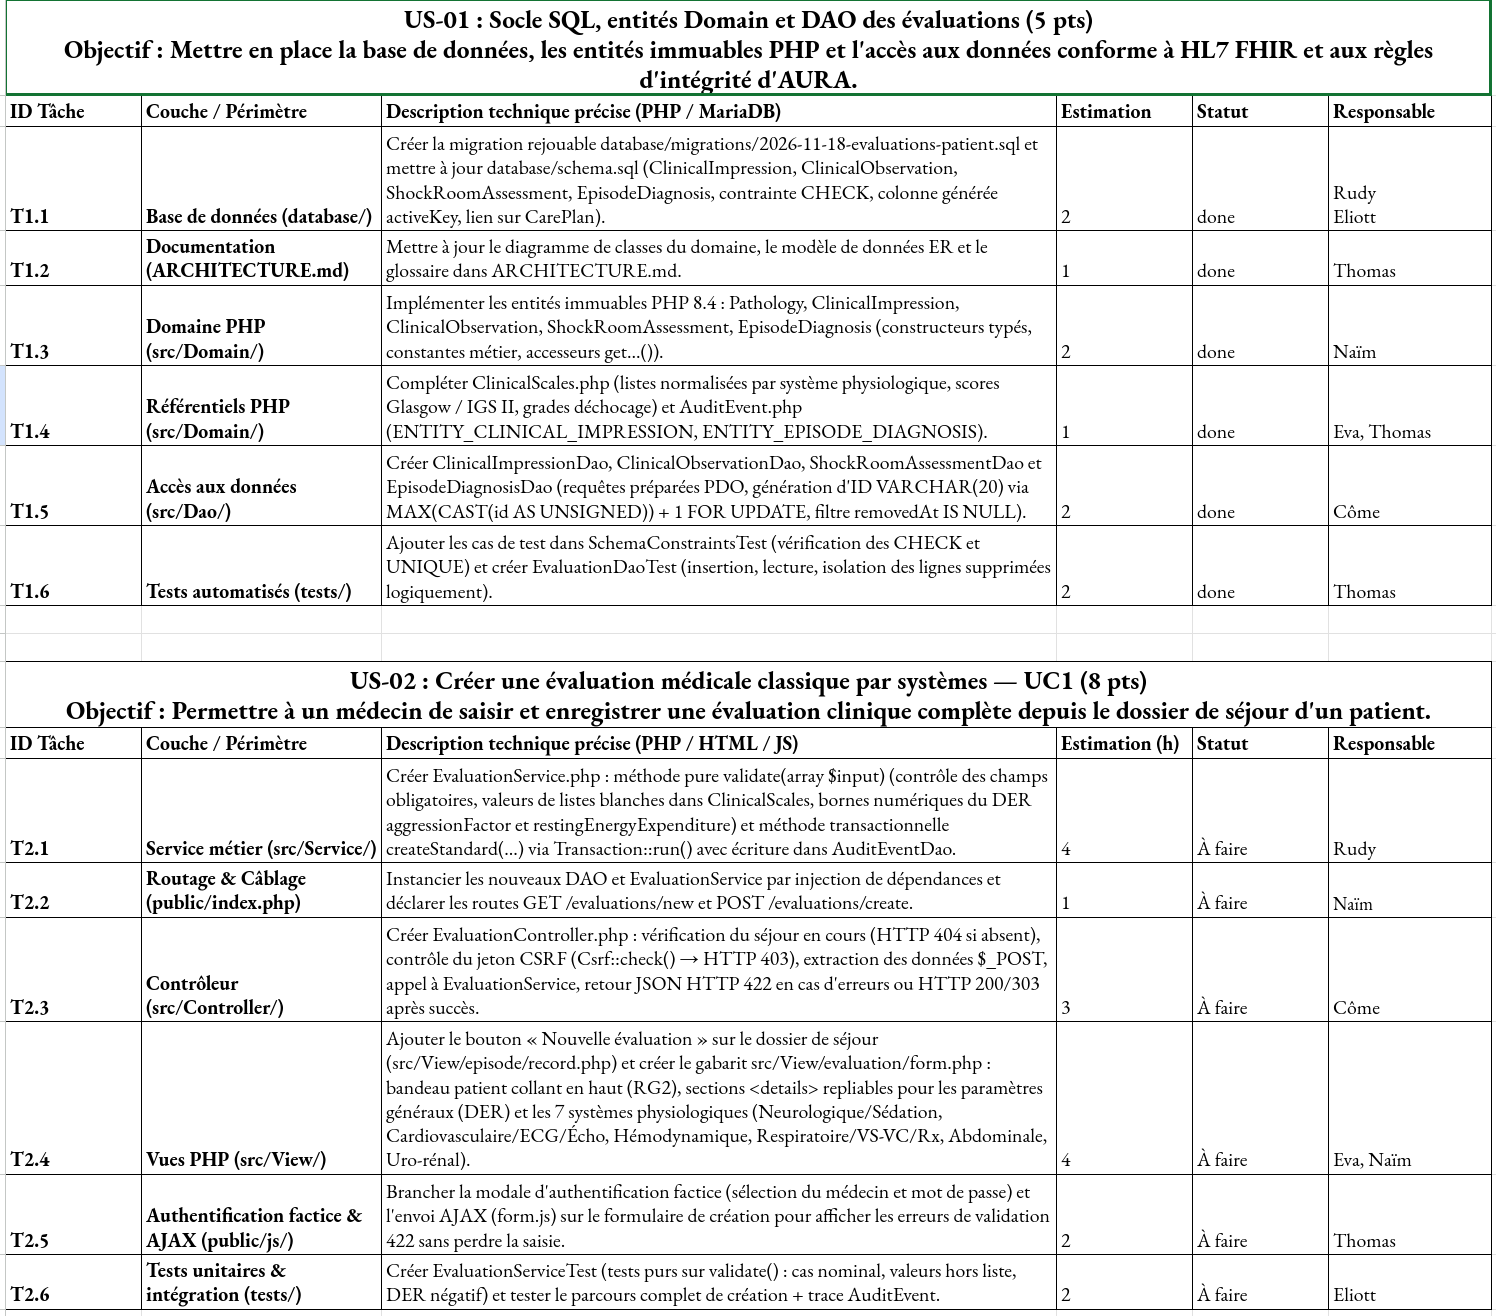 US-01 : Socle SQL, entités Domain et DAO des évaluations (5 pts)
Objectif : Mettre en place la base de données, les entités immuables PHP et l'accès aux données conforme à HL7 FHIR et aux règles
d'intégrité d'AURA.
ID Tâche
Couche / Périmètre
Description technique précise (PHP / MariaDB)
Estimation
Statut
Responsable
T1.1
Base de données (database/)
Créer la migration rejouable database/migrations/2026-11-18-evaluations-patient.sql et
mettre à jour database/schema.sql (ClinicalImpression, ClinicalObservation,
ShockRoomAssessment, EpisodeDiagnosis, contrainte CHECK, colonne générée
activeKey, lien sur CarePlan).
2
done
Rudy
Eliott
T1.2
Documentation
(ARCHITECTURE.md)
Mettre à jour le diagramme de classes du domaine, le modèle de données ER et le
glossaire dans ARCHITECTURE.md.
1
done
Thomas
T1.3
Domaine PHP
(src/Domain/)
Implémenter les entités immuables PHP 8.4 : Pathology, ClinicalImpression,
ClinicalObservation, ShockRoomAssessment, EpisodeDiagnosis (constructeurs typés,
constantes métier, accesseurs get...()).
2
done
Naïm
T1.4
Référentiels PHP
(src/Domain/)
Compléter ClinicalScales.php (listes normalisées par système physiologique, scores
Glasgow / IGS II, grades déchocage) et AuditEvent.php
(ENTITY_CLINICAL_IMPRESSION, ENTITY_EPISODE_DIAGNOSIS).
1
done
Eva, Thomas
T1.5
Accès aux données
(src/Dao/)
Créer ClinicalImpressionDao, ClinicalObservationDao, ShockRoomAssessmentDao et
EpisodeDiagnosisDao (requêtes préparées PDO, génération d'ID VARCHAR(20) via
MAX(CAST(id AS UNSIGNED)) + 1 FOR UPDATE, filtre removedAt IS NULL).
2
done
Côme
T1.6
Tests automatisés (tests/)
Ajouter les cas de test dans SchemaConstraintsTest (vérification des CHECK et
UNIQUE) et créer EvaluationDaoTest (insertion, lecture, isolation des lignes supprimées
logiquement).
2
done
Thomas
US-02 : Créer une évaluation médicale classique par systèmes — UC1 (8 pts)
Objectif : Permettre à un médecin de saisir et enregistrer une évaluation clinique complète depuis le dossier de séjour d'un patient.
ID Tâche
Couche / Périmètre
Description technique précise (PHP / HTML / JS)
Estimation (h)
Statut
Responsable
T2.1
Service métier (src/Service/)
Créer EvaluationService.php : méthode pure validate(array $input) (contrôle des champs
obligatoires, valeurs de listes blanches dans ClinicalScales, bornes numériques du DER
aggressionFactor et restingEnergyExpenditure) et méthode transactionnelle
createStandard(...) via Transaction::run() avec écriture dans AuditEventDao.
4
À faire
Rudy
T2.2
Routage & Câblage
(public/index.php)
Instancier les nouveaux DAO et EvaluationService par injection de dépendances et
déclarer les routes GET /evaluations/new et POST /evaluations/create.
1
À faire
Naïm
T2.3
Contrôleur
(src/Controller/)
Créer EvaluationController.php : vérification du séjour en cours (HTTP 404 si absent),
contrôle du jeton CSRF (Csrf::check() → HTTP 403), extraction des données $_POST,
appel à EvaluationService, retour JSON HTTP 422 en cas d'erreurs ou HTTP 200/303
après succès.
3
À faire
Côme
T2.4
Vues PHP (src/View/)
Ajouter le bouton « Nouvelle évaluation » sur le dossier de séjour
(src/View/episode/record.php) et créer le gabarit src/View/evaluation/form.php :
bandeau patient collant en haut (RG2), sections <details> repliables pour les paramètres
généraux (DER) et les 7 systèmes physiologiques (Neurologique/Sédation,
Cardiovasculaire/ECG/Écho, Hémodynamique, Respiratoire/VS-VC/Rx, Abdominale,
Uro-rénal).
4
À faire
Eva, Naïm
T2.5
Authentification factice &
AJAX (public/js/)
Brancher la modale d'authentification factice (sélection du médecin et mot de passe) et
l'envoi AJAX (form.js) sur le formulaire de création pour afficher les erreurs de validation
422 sans perdre la saisie.
2
À faire
Thomas
T2.6
Tests unitaires &
intégration (tests/)
Créer EvaluationServiceTest (tests purs sur validate() : cas nominal, valeurs hors liste,
DER négatif) et tester le parcours complet de création + trace AuditEvent.
2
À faire
Eliott